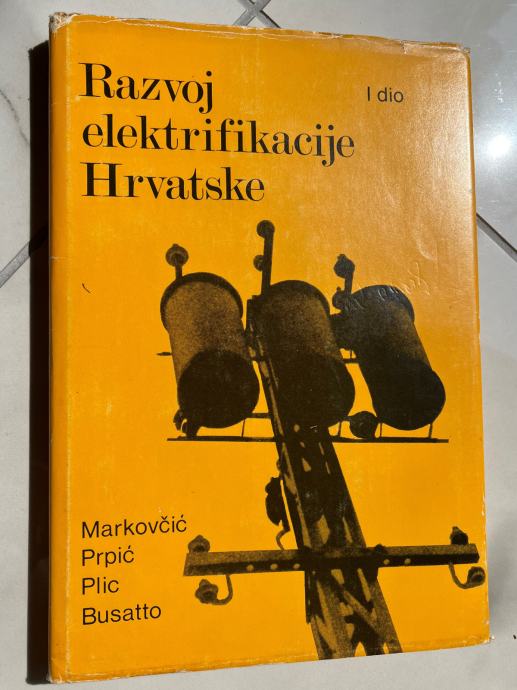 Razvoj
elektrifikacije
Hrvatske
I dio
Markovčić
Prpić
Plic
Busatto